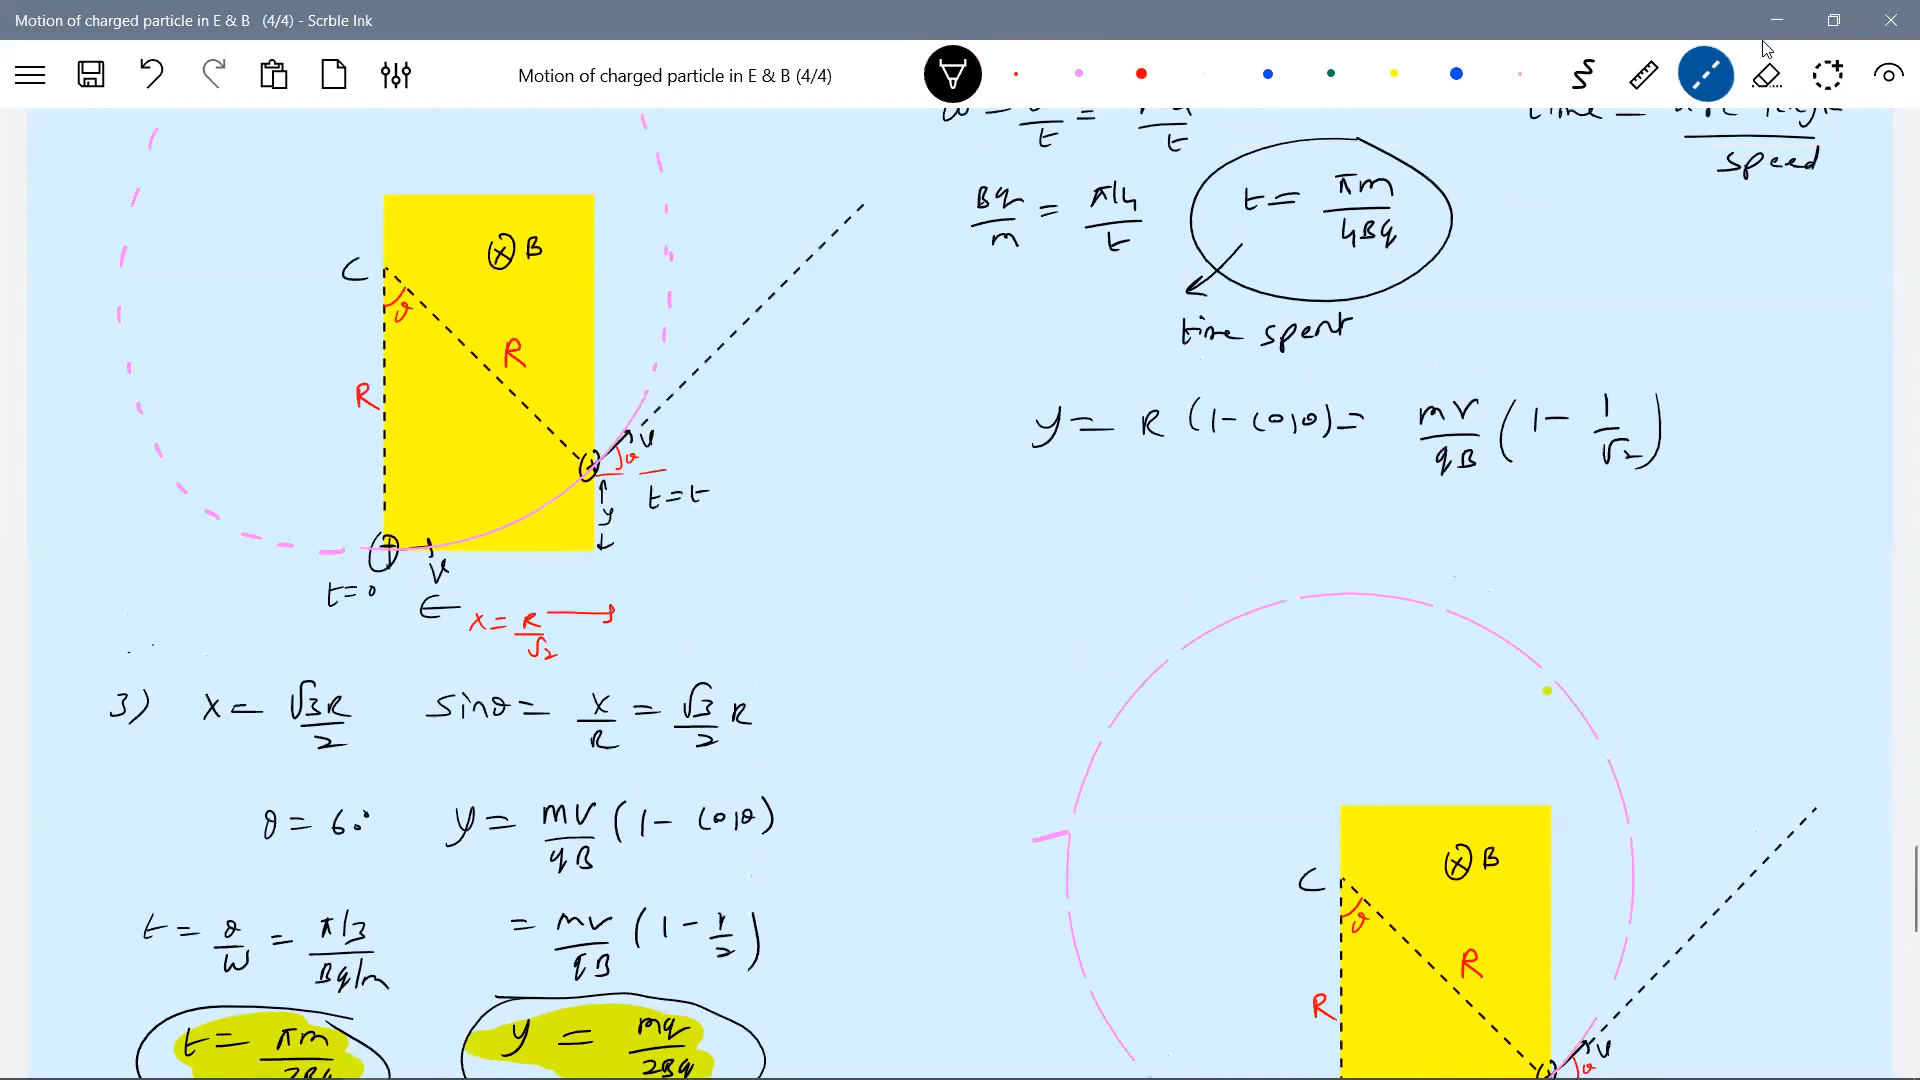 Motion of charged particle in E & B (4/4) - Scrble Ink
Motion of charged particle in E & B (4/4)
speed
Bq/m = π/4/t
t = πm/4Bq
time spent
⊗ B
C
θ
R
R
v
θ
t = t
y
t = 0
v
x = R/√2
y = R (1 - cosθ) = mv/qB (1 - 1/√2)
3) x = √3R/2 sinθ = x/R = √3/2 R
θ = 60° y = mv/qB (1 - cosθ)
t = θ/W = π/3/Bq/m = mv/qB (1 - 1/2)
t = πm/3Bq y = mq/2Bq
⊗ B
C
θ
R
R
v
θ